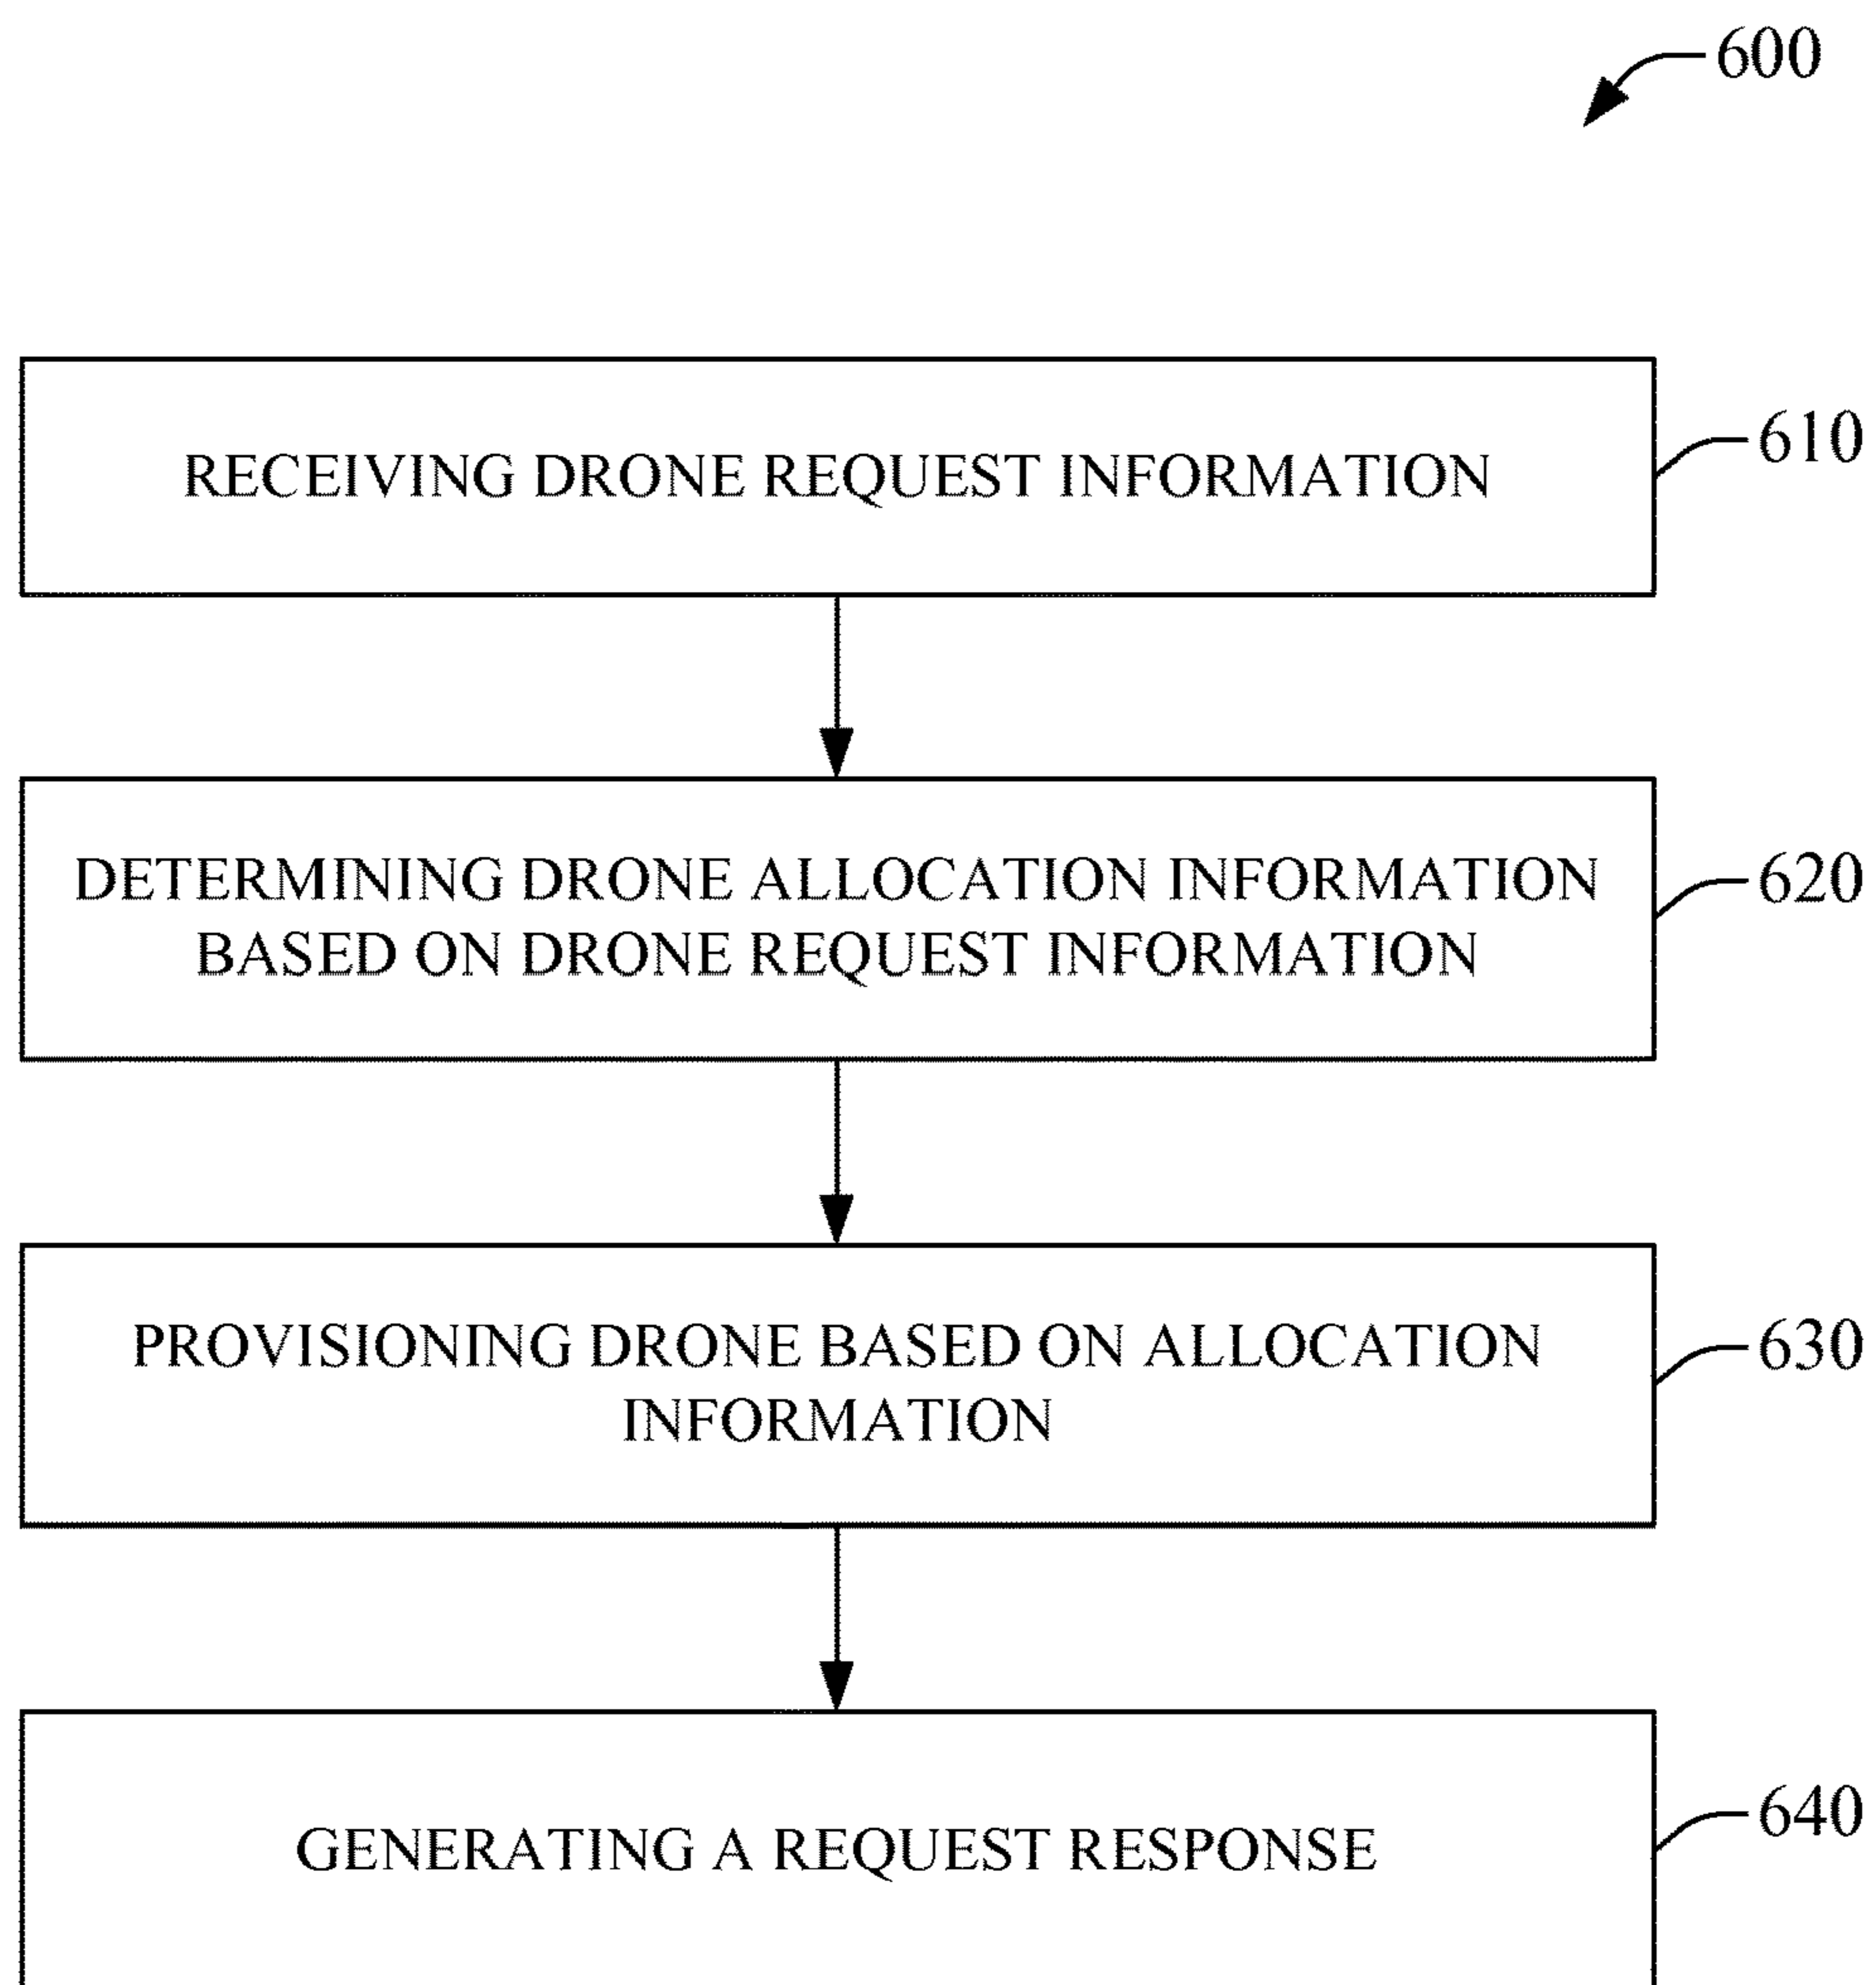 600
RECEIVING DRONE REQUEST INFORMATION
610
DETERMINING DRONE ALLOCATION INFORMATION
BASED ON DRONE REQUEST INFORMATION
620
PROVISIONING DRONE BASED ON ALLOCATION
INFORMATION
630
GENERATING A REQUEST RESPONSE
640